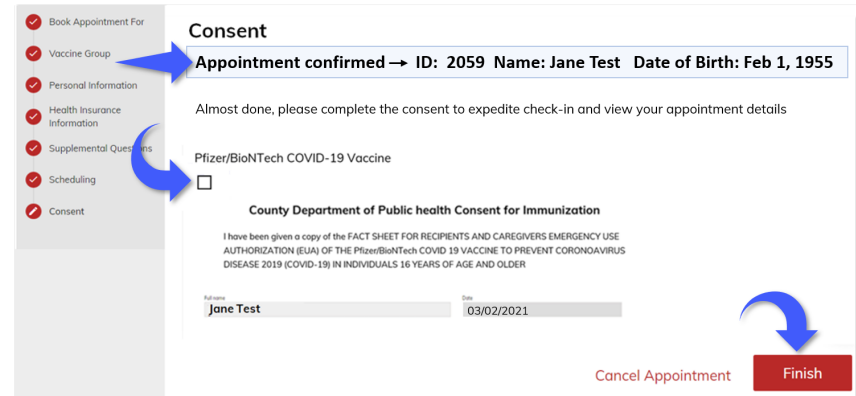 Book Appointment For
Vaccine Group
Personal Information
Health Insurance
Information
Supplemental Questions
Scheduling
Consent
Consent
Appointment confirmed → ID: 2059 Name: Jane Test Date of Birth: Feb 1, 1955
Almost done, please complete the consent to expedite check-in and view your appointment details
Pfizer/BioNTech COVID-19 Vaccine
County Department of Public health Consent for Immunization
I have been given a copy of the FACT SHEET FOR RECIPIENTS AND CAREGIVERS EMERGENCY USE
AUTHORIZATION (EUA) OF THE Pfizer/BioNTech COVID 19 VACCINE TO PREVENT CORONOAVIRUS
DISEASE 2019 (COVID-19) IN INDIVIDUALS 16 YEARS OF AGE AND OLDER
Full name
Date
Jane Test
03/02/2021
Cancel Appointment
Finish